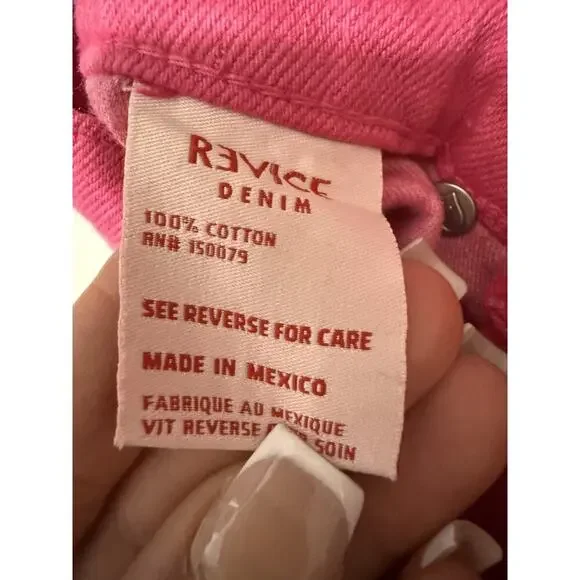 REVICE
DENIM
100% COTTON
RN# 150079
SEE REVERSE FOR CARE
MADE IN MEXICO
FABRIQUE AU MEXIQUE
VIT REVERSE SOIN